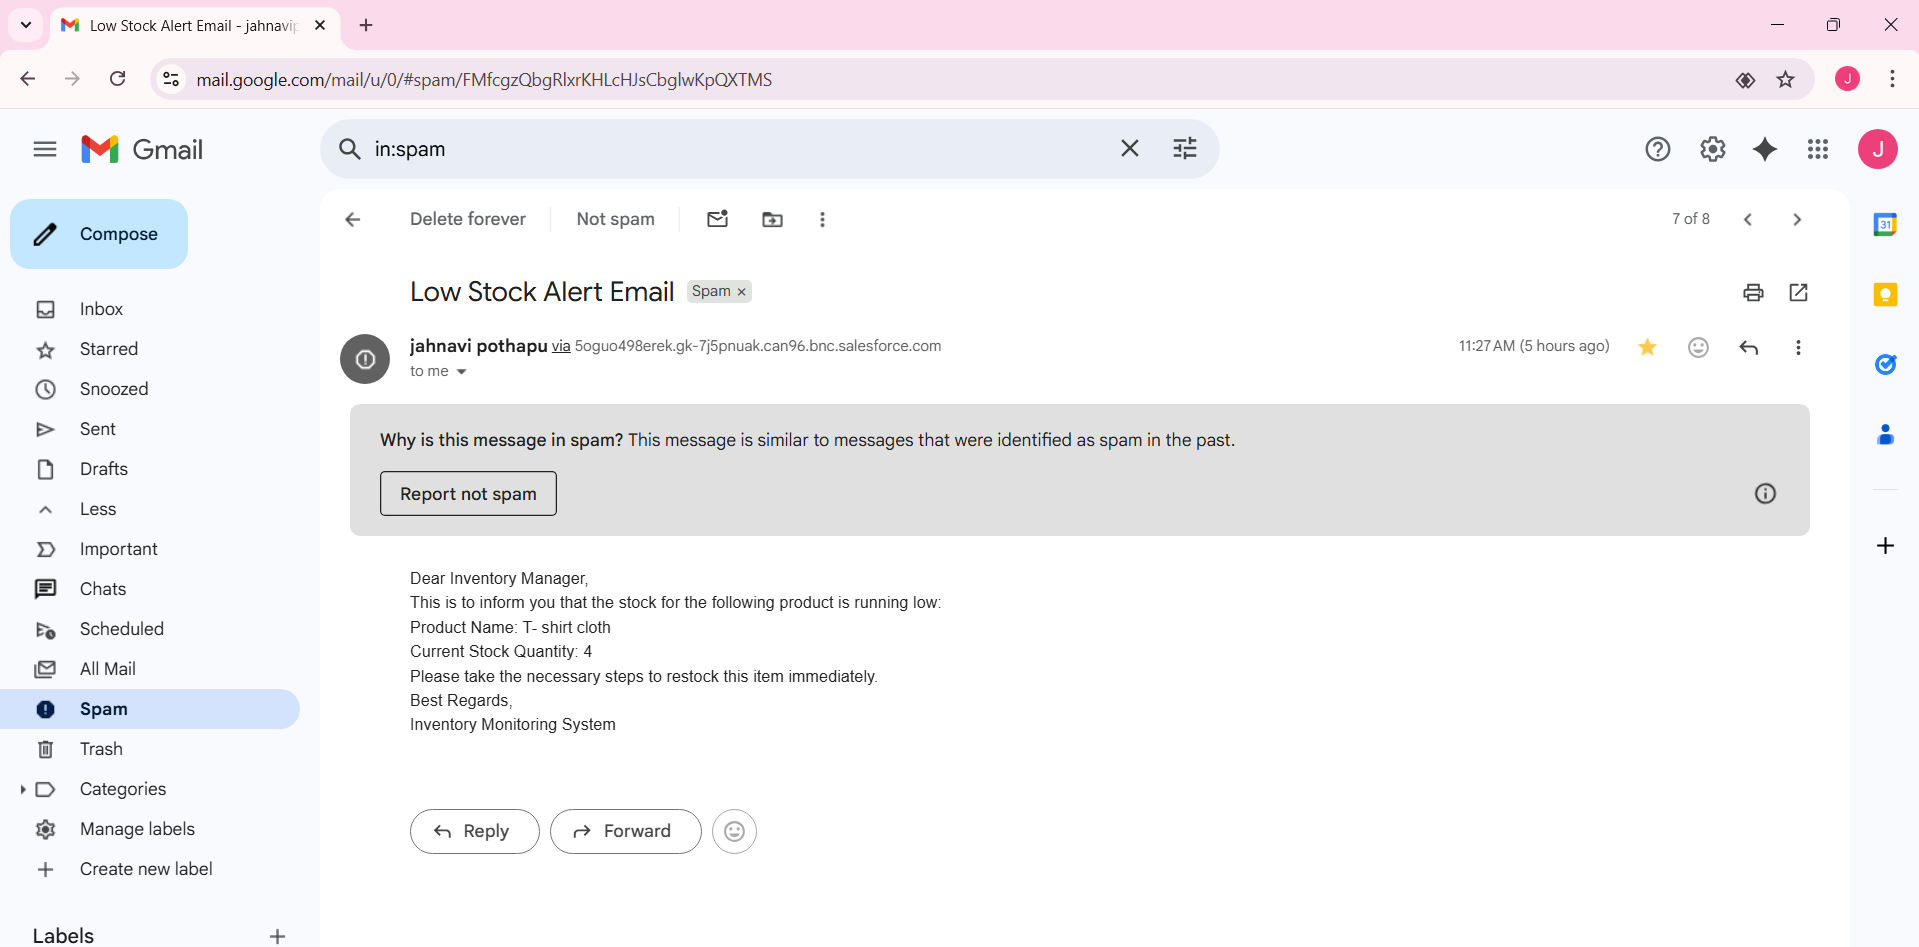 Low Stock Alert Email - jahnavip
mail.google.com/mail/u/0/#spam/FMfcgzQbgRlxrKHLcHJsCbglwKpQXTMS
J
Gmail
in:spam
J
Compose
Delete forever
Not spam
7 of 8
31
Low Stock Alert Email
Spam ×
jahnavi pothapu via 5oguo498erek.gk-7j5pnuak.can96.bnc.salesforce.com
11:27 AM (5 hours ago)
to me
Why is this message in spam? This message is similar to messages that were identified as spam in the past.
Report not spam
Dear Inventory Manager,
This is to inform you that the stock for the following product is running low:
Product Name: T- shirt cloth
Current Stock Quantity: 4
Please take the necessary steps to restock this item immediately.
Best Regards,
Inventory Monitoring System
Reply
Forward
Inbox
Starred
Snoozed
Sent
Drafts
Less
Important
Chats
Scheduled
All Mail
Spam
Trash
Categories
Manage labels
Create new label
Labels